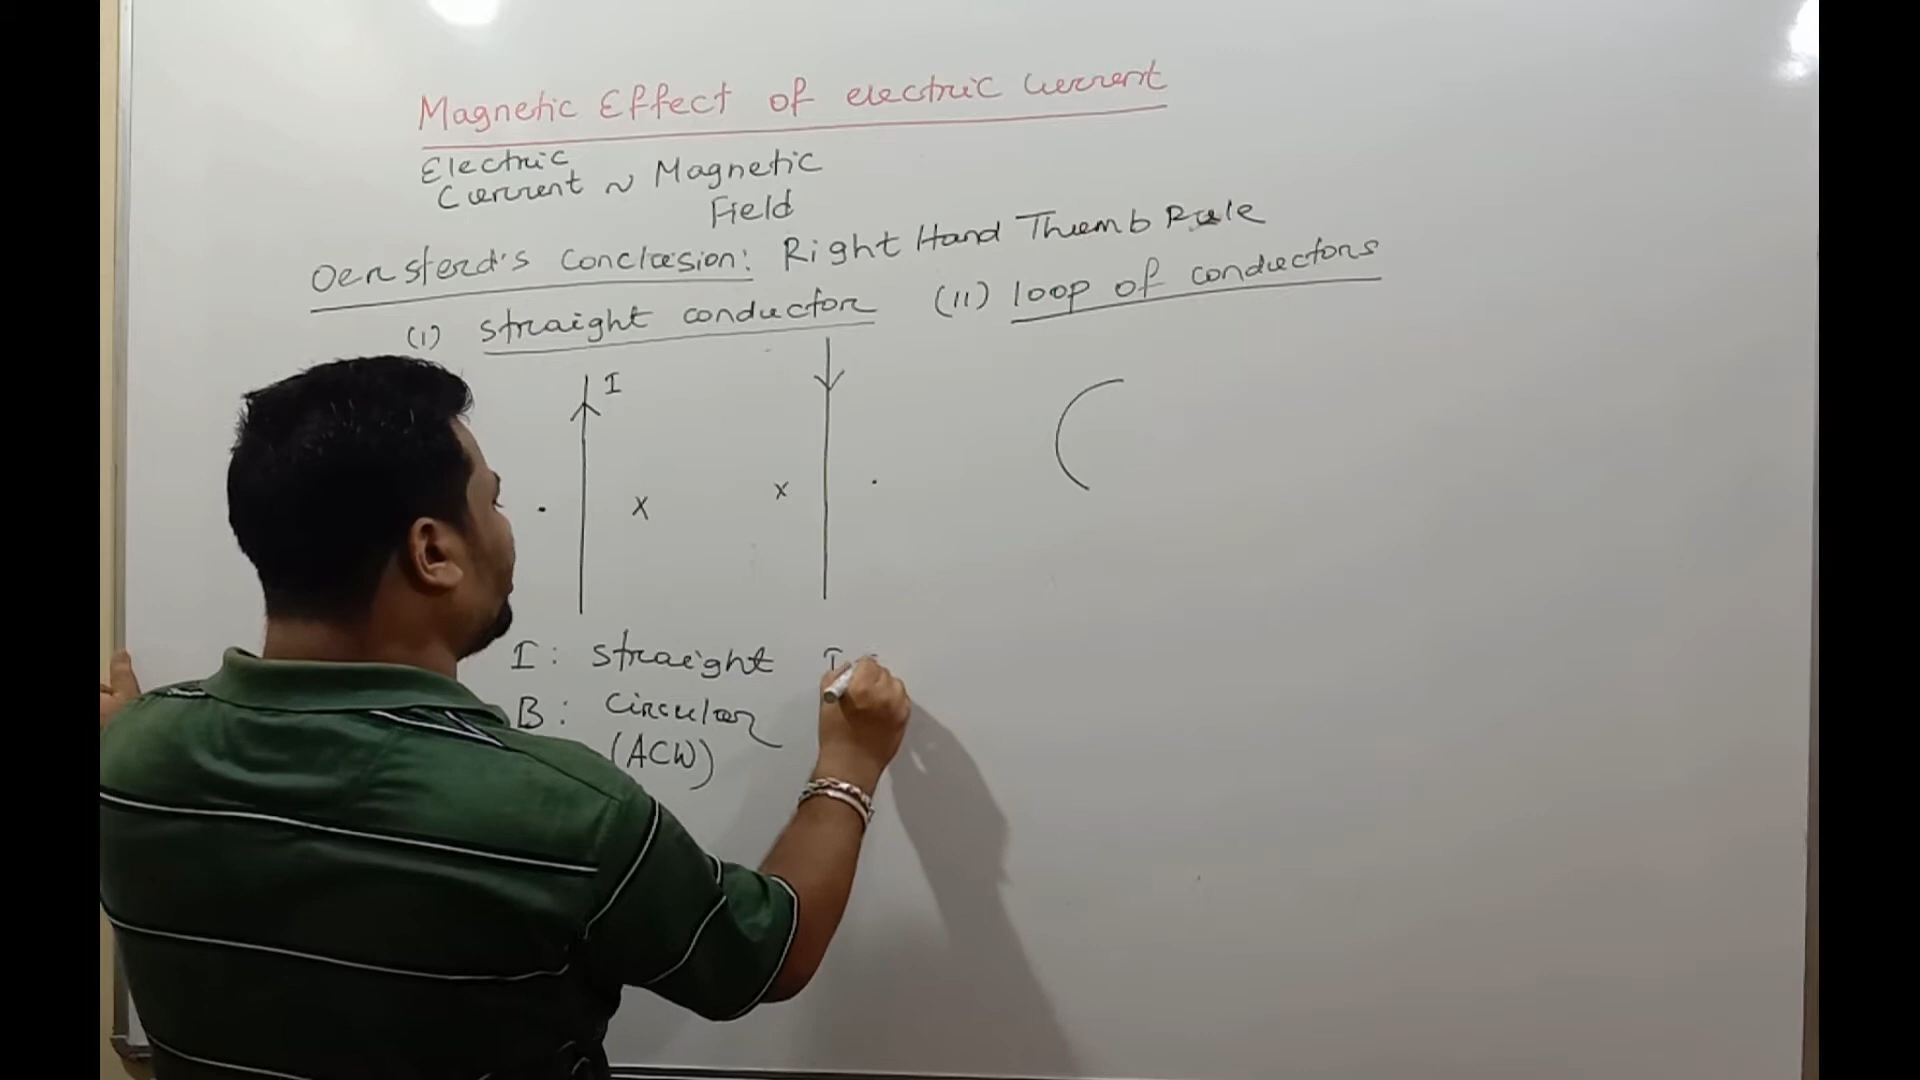 Magnetic Effect of electric current
Electric
Current ~ Magnetic
Field
Oersterd's Conclusion: Right Hand Thumb Rule
(I) straight conductor (II) loop of conductors
I
x x
I: straight I
B: circular
(ACW)